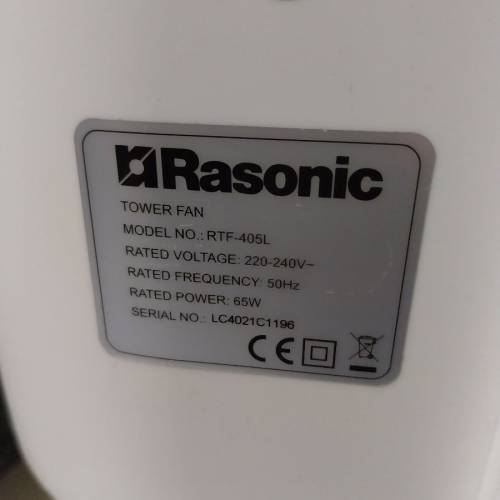 Rasonic
TOWER FAN
MODEL NO.: RTF-405L
RATED VOLTAGE: 220-240V~
RATED FREQUENCY: 50Hz
RATED POWER: 65W
SERIAL NO.: LC4021C1196
CE